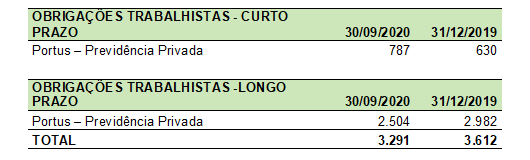 OBRIGAÇÕES TRABALHISTAS - CURTO
PRAZO 30/09/2020 31/12/2019
Portus – Previdência Privada 787 630
OBRIGAÇÕES TRABALHISTAS -LONGO
PRAZO 30/09/2020 31/12/2019
Portus – Previdência Privada 2.504 2.982
TOTAL 3.291 3.612